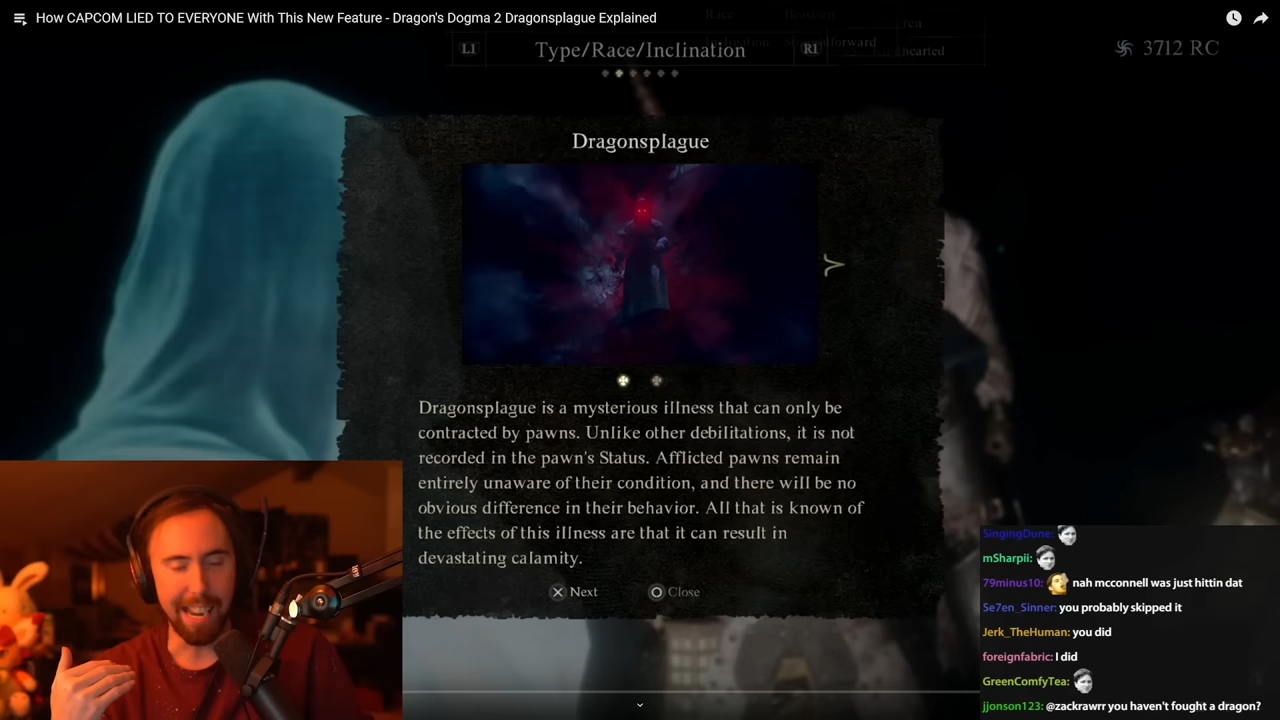 How CAPCOM LIED TO EVERYONE With This New Feature - Dragon's Dogma 2 Dragonsplague Explained
Race
L1
Type/Race/Inclination
R1
forward
hearted
3712 RC
Dragonsplague
Dragonsplague is a mysterious illness that can only be
contracted by pawns. Unlike other debilitations, it is not
recorded in the pawn's Status. Afflicted pawns remain
entirely unaware of their condition, and there will be no
obvious difference in their behavior. All that is known of
the effects of this illness are that it can result in
devastating calamity.
Next
Close
SingingDune:
mSharpii:
79minus10: nah mcconnell was just hittin dat
Se7en_Sinner: you probably skipped it
Jerk_TheHuman: you did
foreignfabric: I did
GreenComfyTea:
jjonson123: @zackrawrr you haven't fought a dragon?